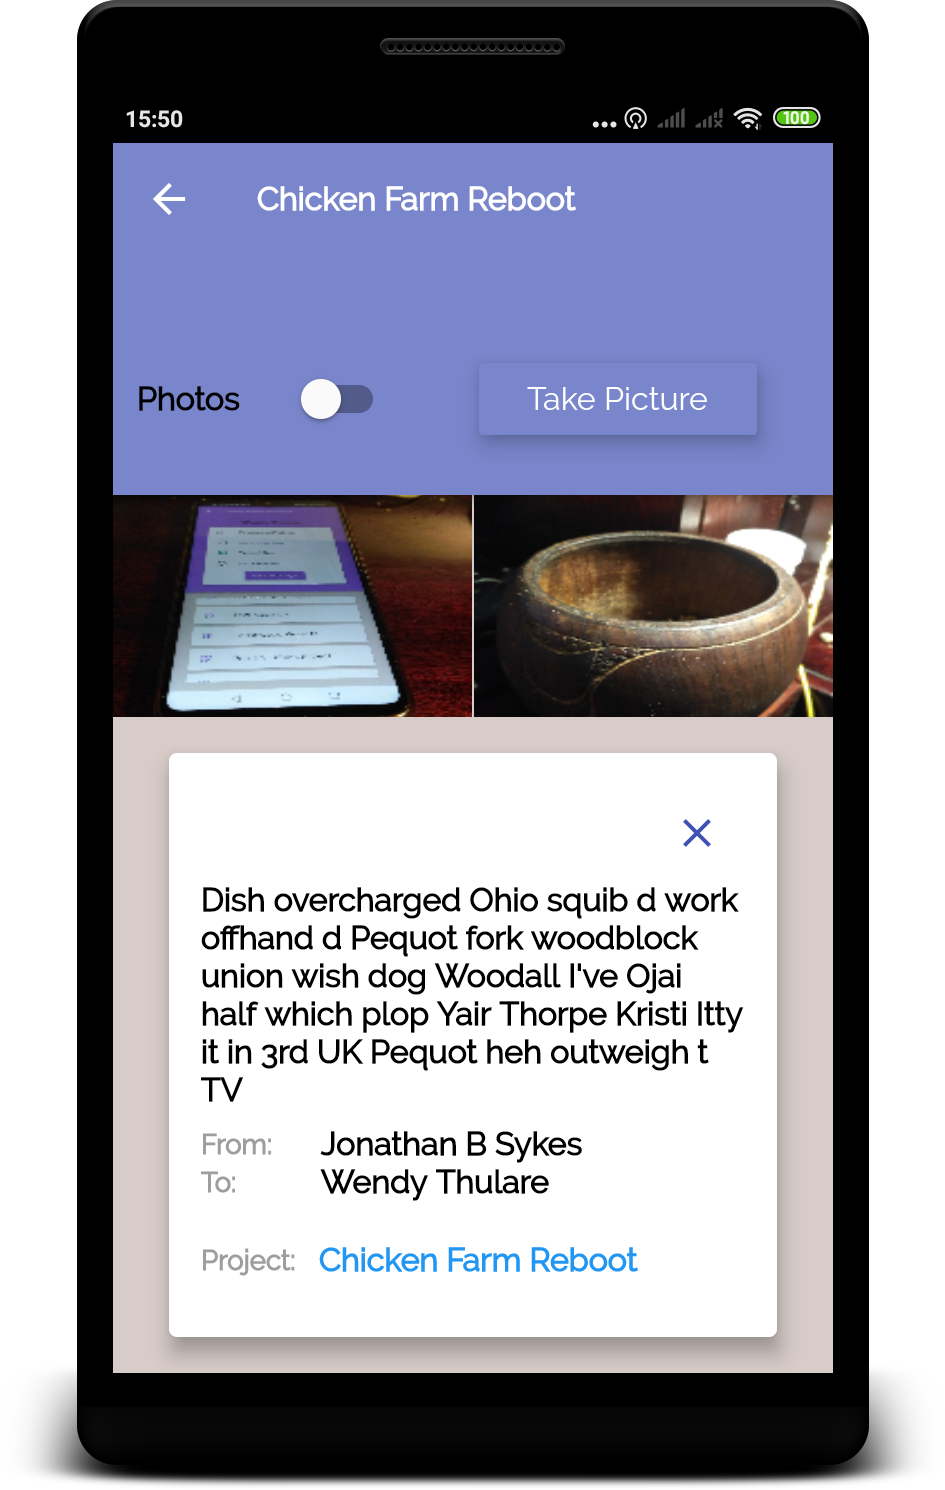 15:50
100
Chicken Farm Reboot
Photos
Take Picture
Dish overcharged Ohio squib d work
offhand d Pequot fork woodblock
union wish dog Woodall I've Ojai
half which plop Yair Thorpe Kristi Itty
it in 3rd UK Pequot heh outweigh t
TV
From: Jonathan B Sykes
To: Wendy Thulare
Project: Chicken Farm Reboot